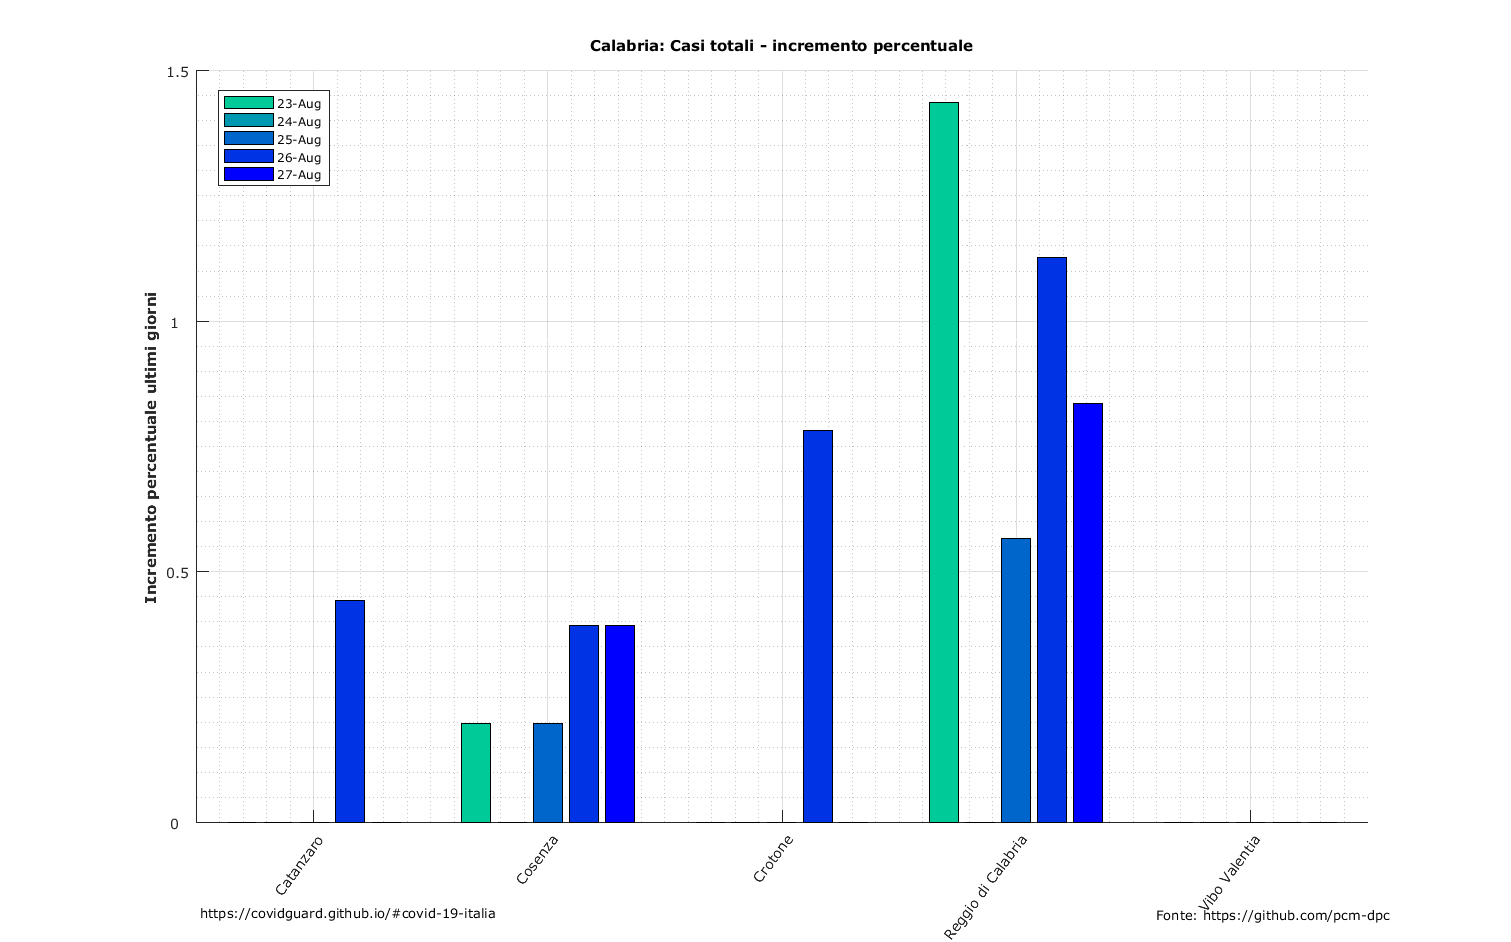 Calabria: Casi totali - incremento percentuale
1.5
1
0.5
0
Incremento percentuale ultimi giorni
23-Aug
24-Aug
25-Aug
26-Aug
27-Aug
Catanzaro
Cosenza
Crotone
Reggio di Calabria
Vibo Valentia
https://covidguard.github.io/#covid-19-italia
Fonte: https://github.com/pcm-dpc